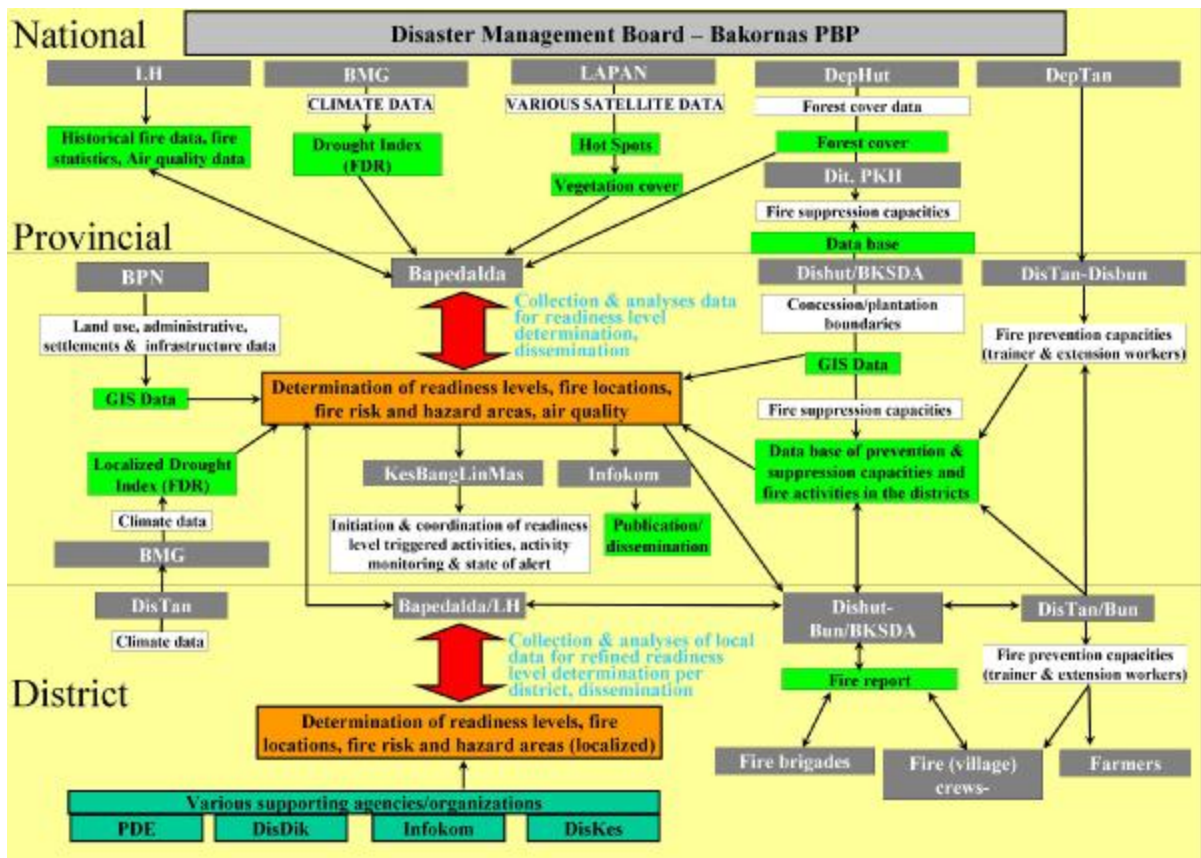 National
Disaster Management Board – Bakornas PBP
LH
BMG
LAPAN
DepHut
DepTan
CLIMATE DATA
VARIOUS SATELLITE DATA
Forest cover data
Historical fire data, fire
statistics, Air quality data
Drought Index
(FDR)
Hot Spots
Forest cover
Vegetation cover
Dit. PKH
Fire suppression capacities
Provincial
Data base
BPN
Bapedalda
Dishut/BKSDA
DisTan-Disbun
Collection & analyses data
for readiness level
determination,
dissemination
Concession/plantation
boundaries
Land use, administrative,
settlements & infrastructure data
Fire prevention capacities
(trainer & extension workers)
GIS Data
GIS Data
Determination of readiness levels, fire locations,
fire risk and hazard areas, air quality
Fire suppression capacities
Localized Drought
Index (FDR)
KesBangLinMas
Infokom
Data base of prevention &
suppression capacities and
fire activities in the districts
Climate data
Initiation & coordination of readiness
level triggered activities, activity
monitoring & state of alert
Publication/
dissemination
BMG
DisTan
Bapedalda/LH
Dishut-
Bun/BKSDA
DisTan/Bun
Climate data
Collection & analyses of local
data for refined readiness
level determination per
district, dissemination
Fire prevention capacities
(trainer & extension workers)
Fire report
District
Determination of readiness levels, fire
locations, fire risk and hazard areas (localized)
Fire brigades
Fire (village)
crews-
Farmers
Various supporting agencies/organizations
PDE
DisDik
Infokom
DisKes